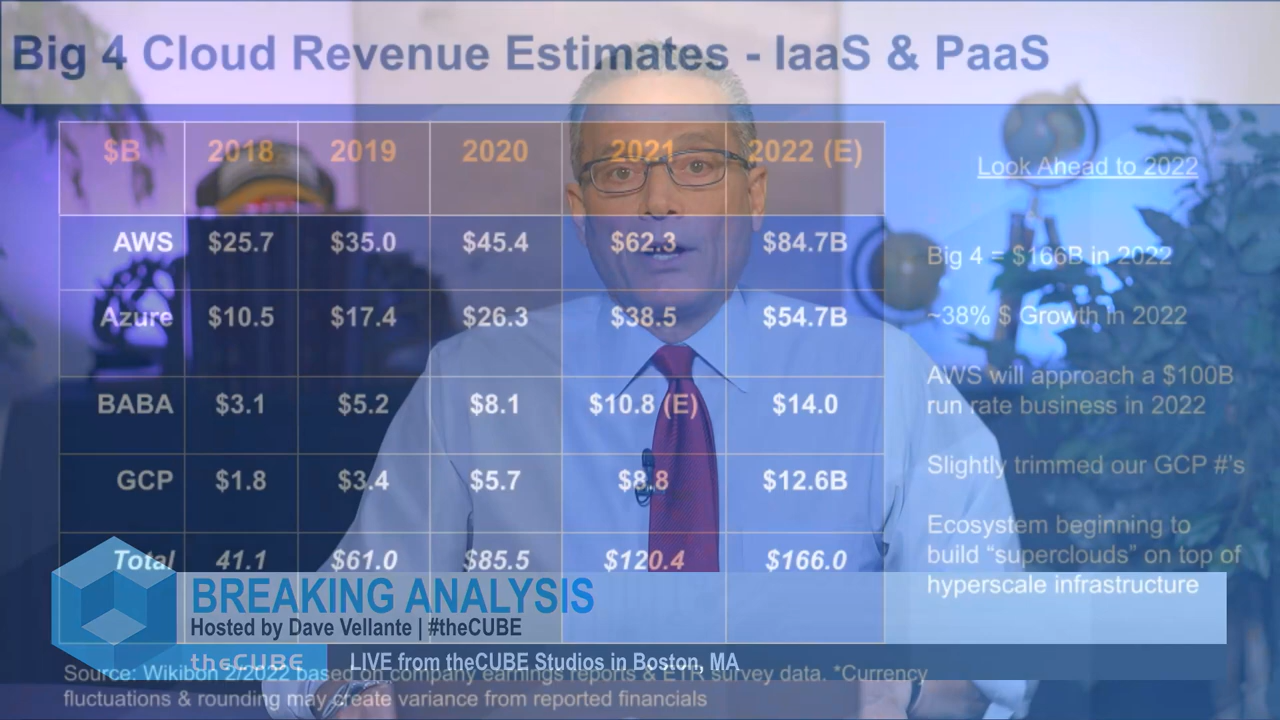 Big 4 Cloud Revenue Estimates - IaaS & PaaS
$B 2018 2019 2020 2021 2022 (E)
AWS $25.7 $35.0 $45.4 $62.3 $84.7B
Azure $10.5 $17.4 $26.3 $38.5 $54.7B
BABA $3.1 $5.2 $8.1 $10.8 (E) $14.0
GCP $1.8 $3.4 $5.7 $8.8 $12.6B
Total 41.1 $61.0 $85.5 $120.4 $166.0
Look Ahead to 2022
Big 4 = $166B in 2022
~38% $ Growth in 2022
AWS will approach a $100B
run rate business in 2022
Slightly trimmed our GCP #'s
Ecosystem beginning to
build “superclouds” on top of
hyperscale infrastructure
BREAKING ANALYSIS
Hosted by Dave Vellante | #theCUBE
theCUBE
LIVE from theCUBE Studios in Boston, MA
Source: Wikibon 2/2022 based on company earnings reports & ETR survey data. *Currency
fluctuations & rounding may create variance from reported financials